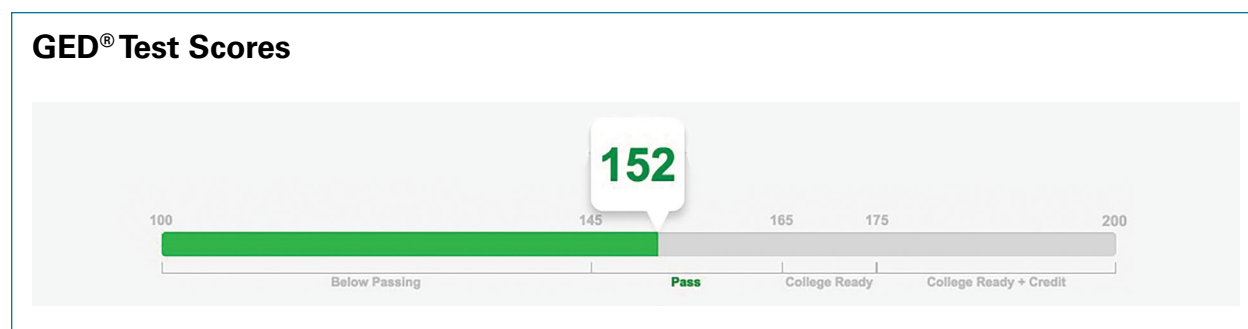 GED® Test Scores
152
100 145 165 175 200
Below Passing Pass College Ready College Ready + Credit